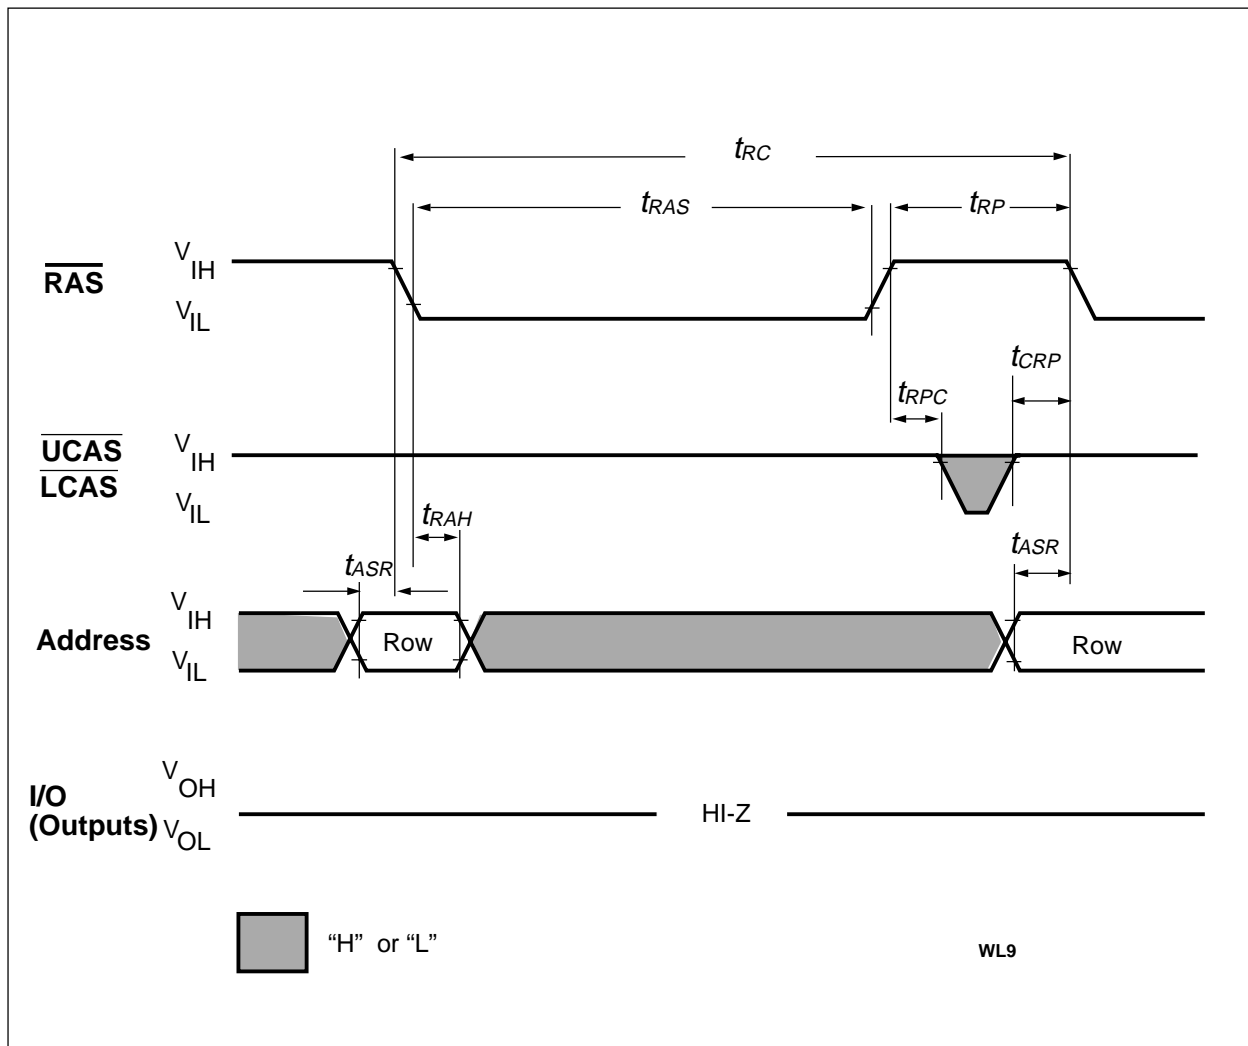 tRC
tRAS
tRP
RAS
VIH
VIL
tCRP
tRPC
UCAS
LCAS
VIH
VIL
tRAH
tASR
tASR
Address
VIH
VIL
Row
Row
I/O
(Outputs)
VOH
VOL
HI-Z
“H” or “L”
WL9